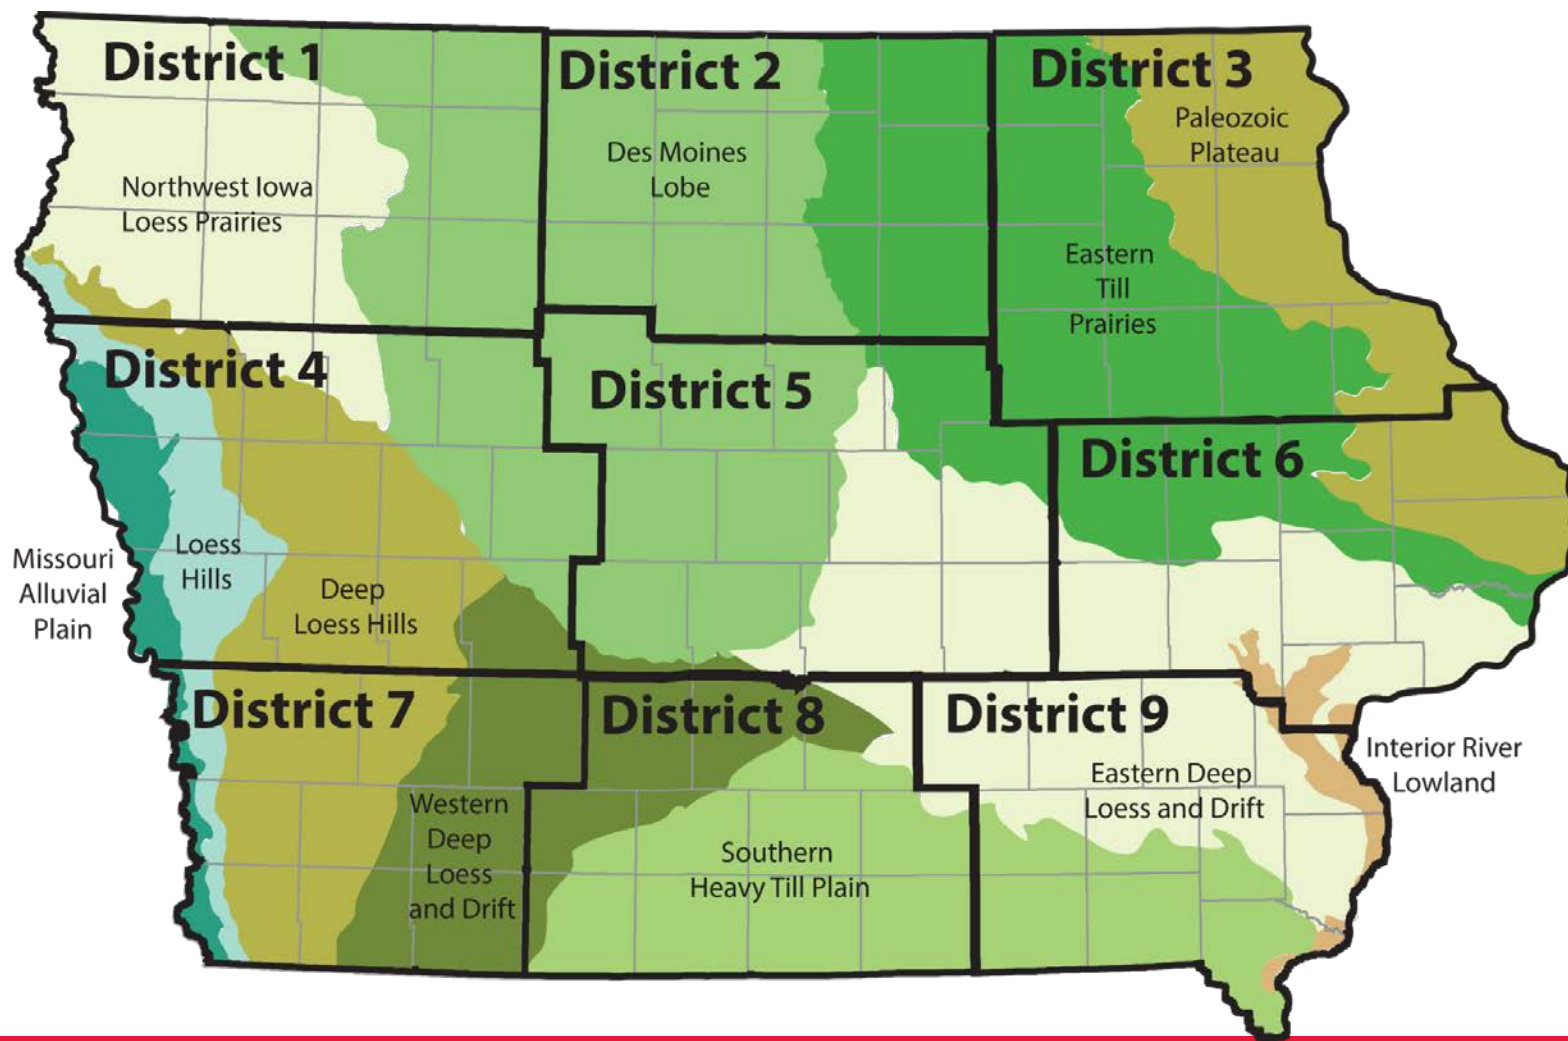 District 1
District 2
District 3
Paleozoic
Plateau
Des Moines
Lobe
Northwest Iowa
Loess Prairies
Eastern
Till
Prairies
District 4
District 5
District 6
Missouri
Alluvial
Plain
Loess
Hills
Deep
Loess Hills
District 7
District 8
District 9
Interior River
Lowland
Eastern Deep
Loess and Drift
Western
Deep
Loess
and Drift
Southern
Heavy Till Plain